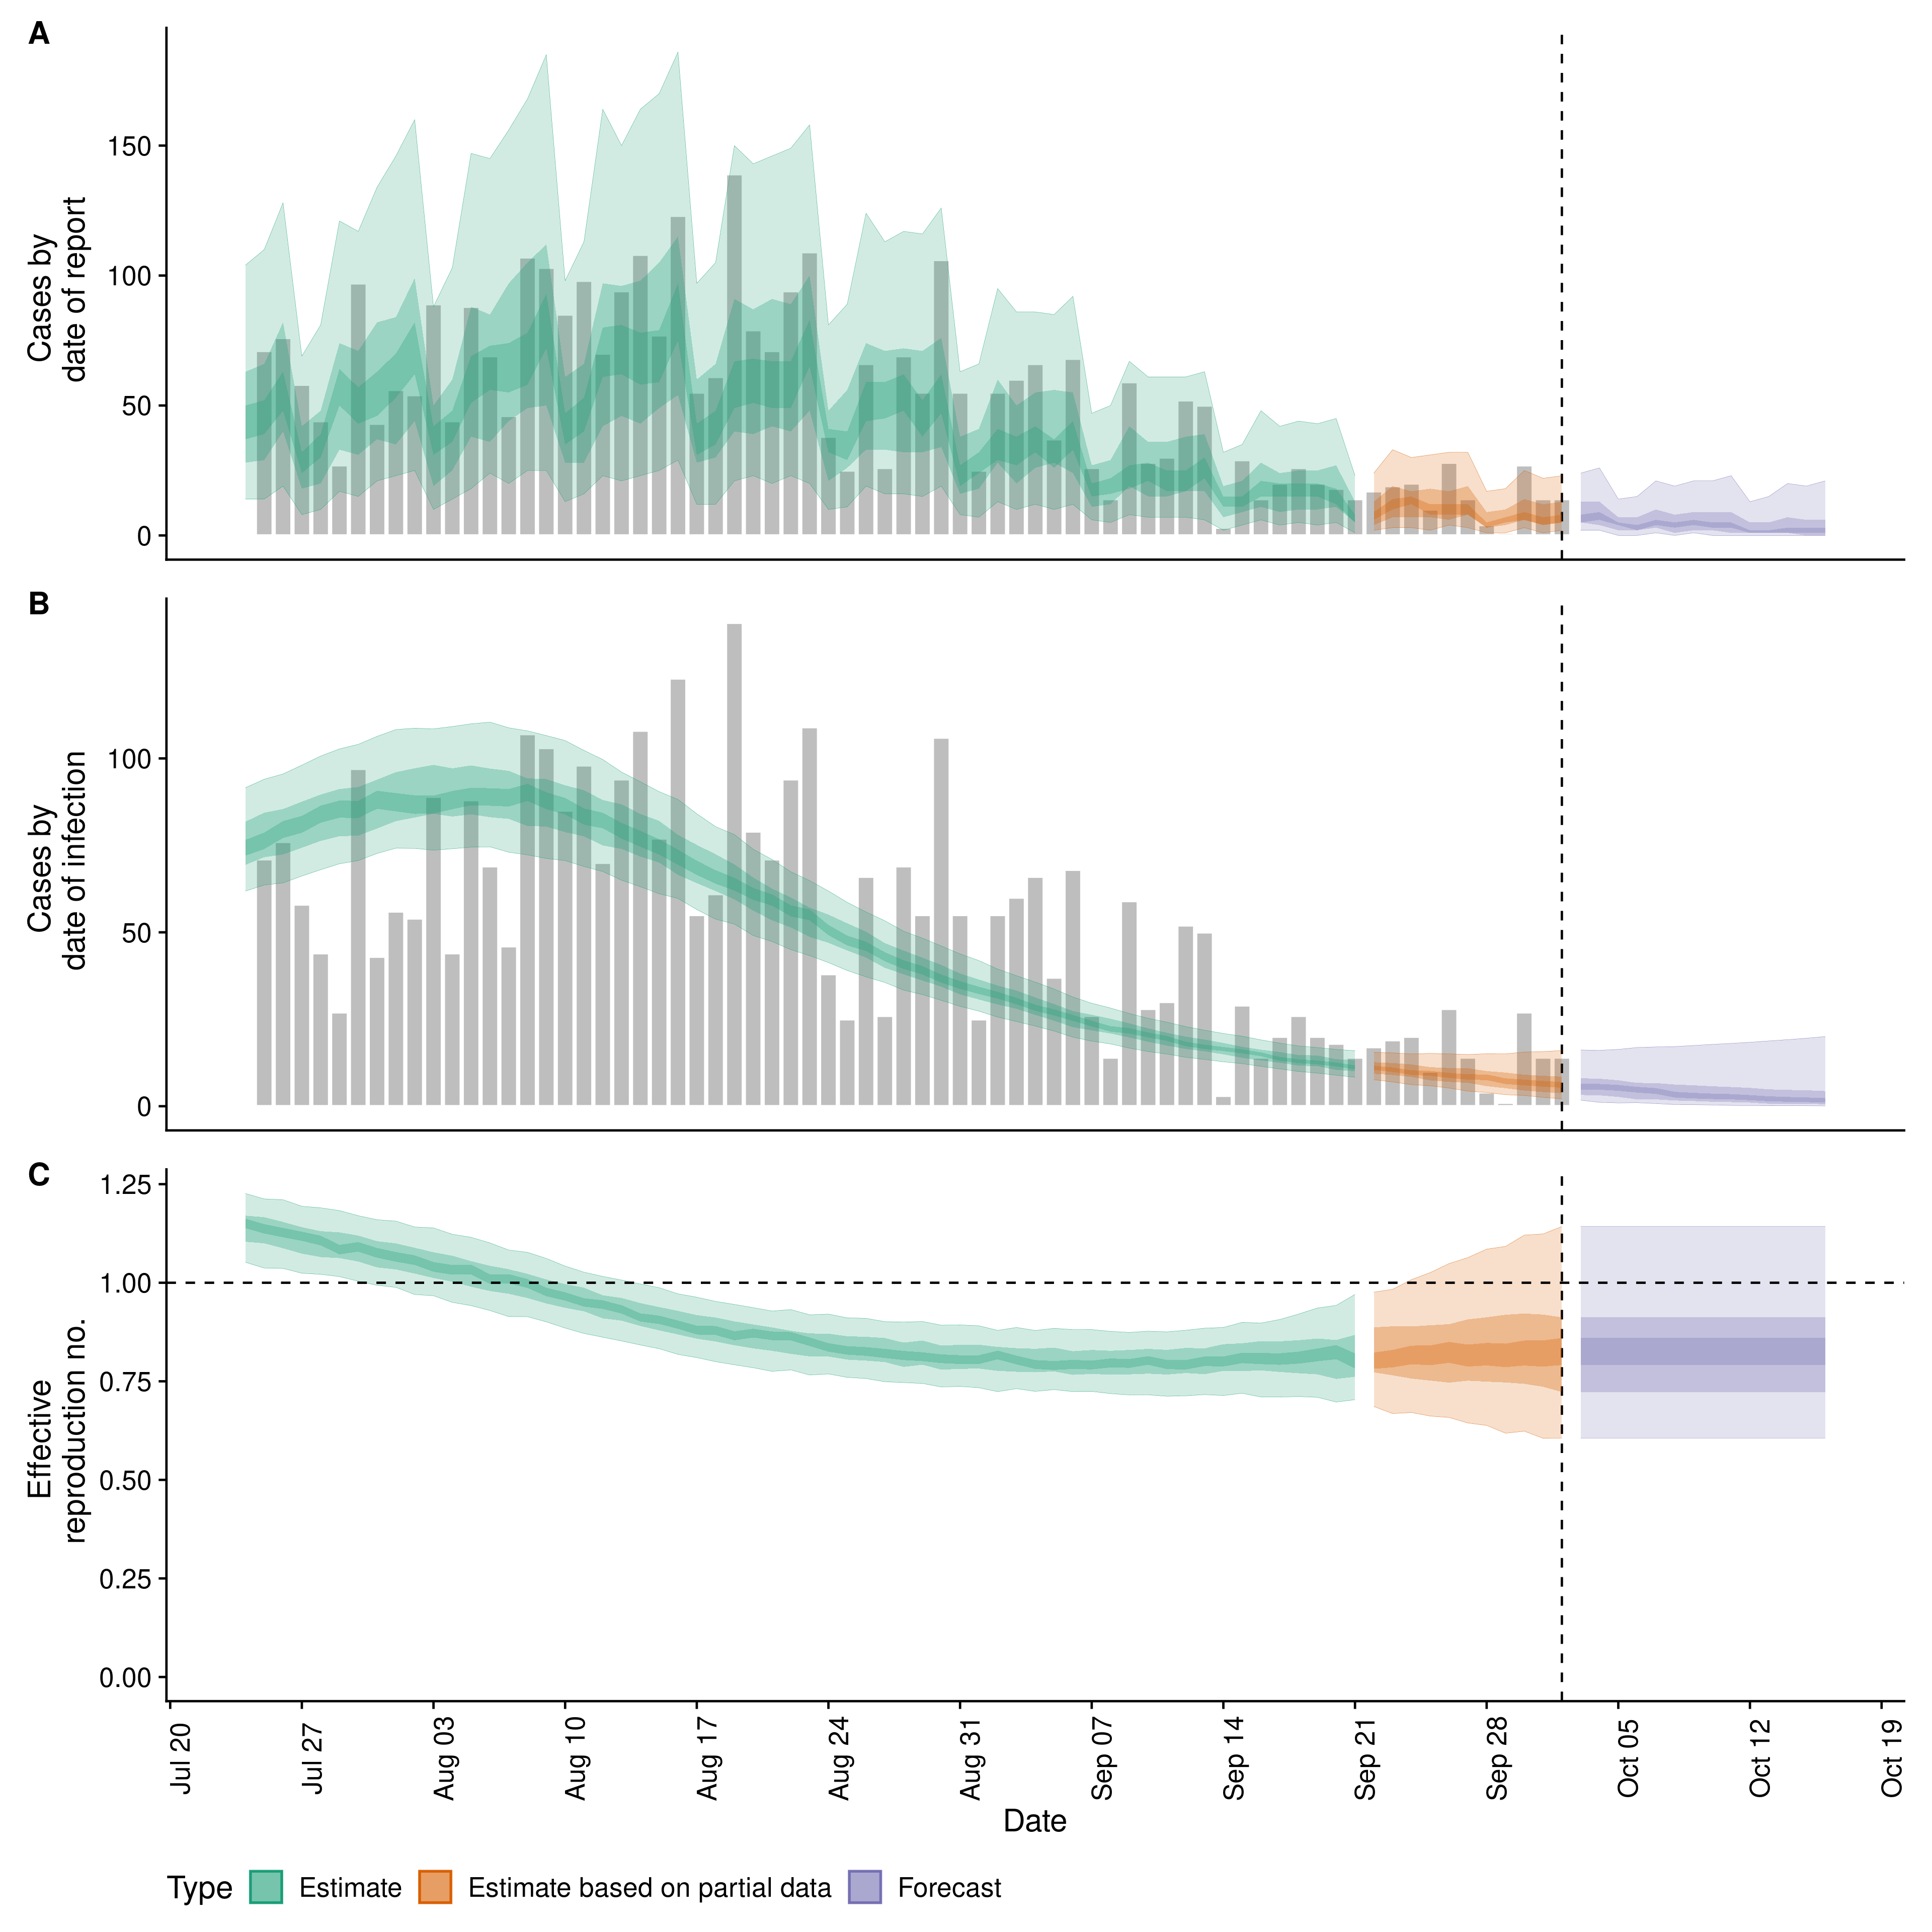 A
Cases by
date of report
150
100
50
0
B
Cases by
date of infection
100
50
0
C
Effective
reproduction no.
1.25
1.00
0.75
0.50
0.25
0.00
Jul 20
Jul 27
Aug 03
Aug 10
Aug 17
Aug 24
Aug 31
Sep 07
Sep 14
Sep 21
Sep 28
Oct 05
Oct 12
Oct 19
Date
Type Estimate Estimate based on partial data Forecast